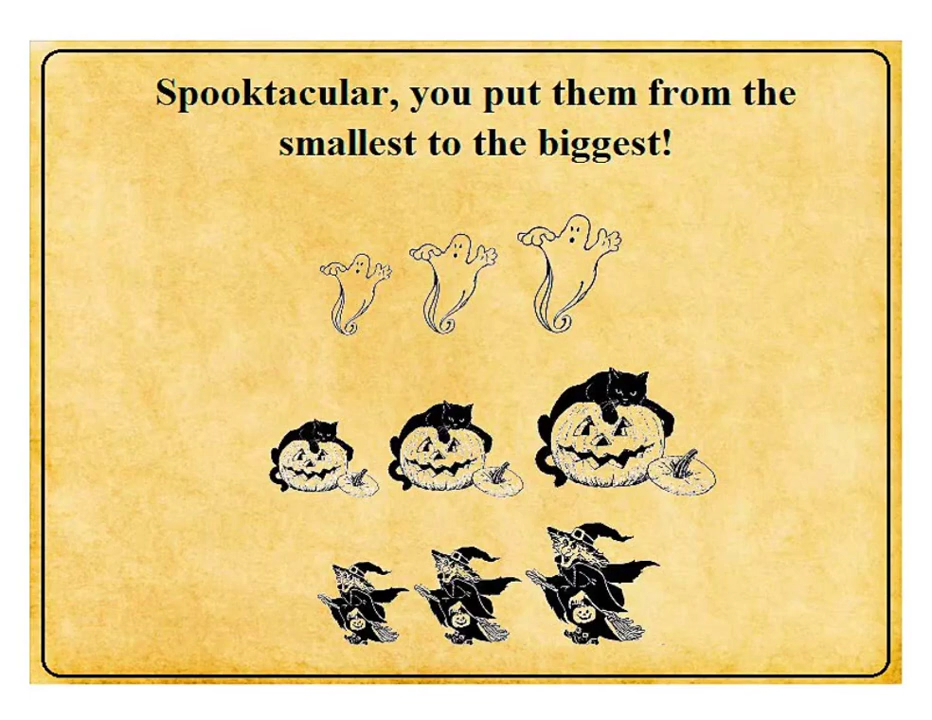 Spooktacular, you put them from the
smallest to the biggest!